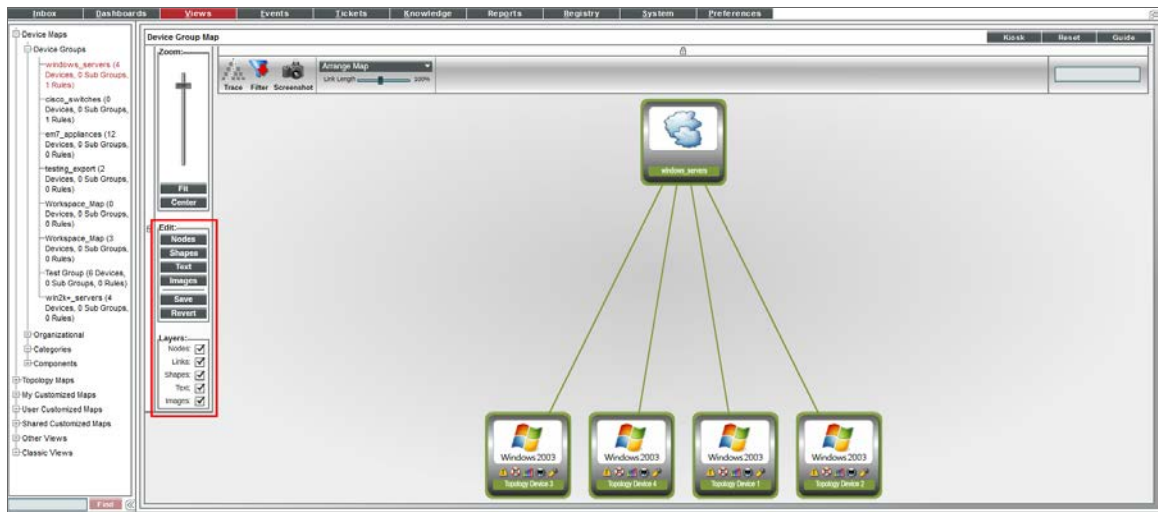 Inbox Dashboards Views Events Tickets Knowledge Reports Registry System Preferences
Device Maps
Device Groups
windows_servers (4
Devices, 0 Sub Groups,
1 Rules)
cisco_switches (0
Devices, 0 Sub Groups,
1 Rules)
em7_appliances (12
Devices, 0 Sub Groups,
0 Rules)
testing_export (2
Devices, 0 Sub Groups,
0 Rules)
Workspace_Map (0
Devices, 0 Sub Groups,
0 Rules)
Workspace_Map (3
Devices, 0 Sub Groups,
0 Rules)
Test Group (6 Devices,
0 Sub Groups, 0 Rules)
win2k+_servers (4
Devices, 0 Sub Groups,
0 Rules)
Organizational
Categories
Components
Topology Maps
My Customized Maps
User Customized Maps
Shared Customized Maps
Other Views
Classic Views
Find
Device Group Map
Kiosk Reset Guide
Zoom:
Fit
Center
Edit:
Nodes
Shapes
Text
Images
Save
Revert
Layers:
Nodes:
Links:
Shapes:
Text:
Images:
Trace Filter Screenshot
Arrange Map
Link Length 100%
windows_servers
Windows 2003 Windows 2003 Windows 2003 Windows 2003
Topology Device 3 Topology Device 4 Topology Device 1 Topology Device 2